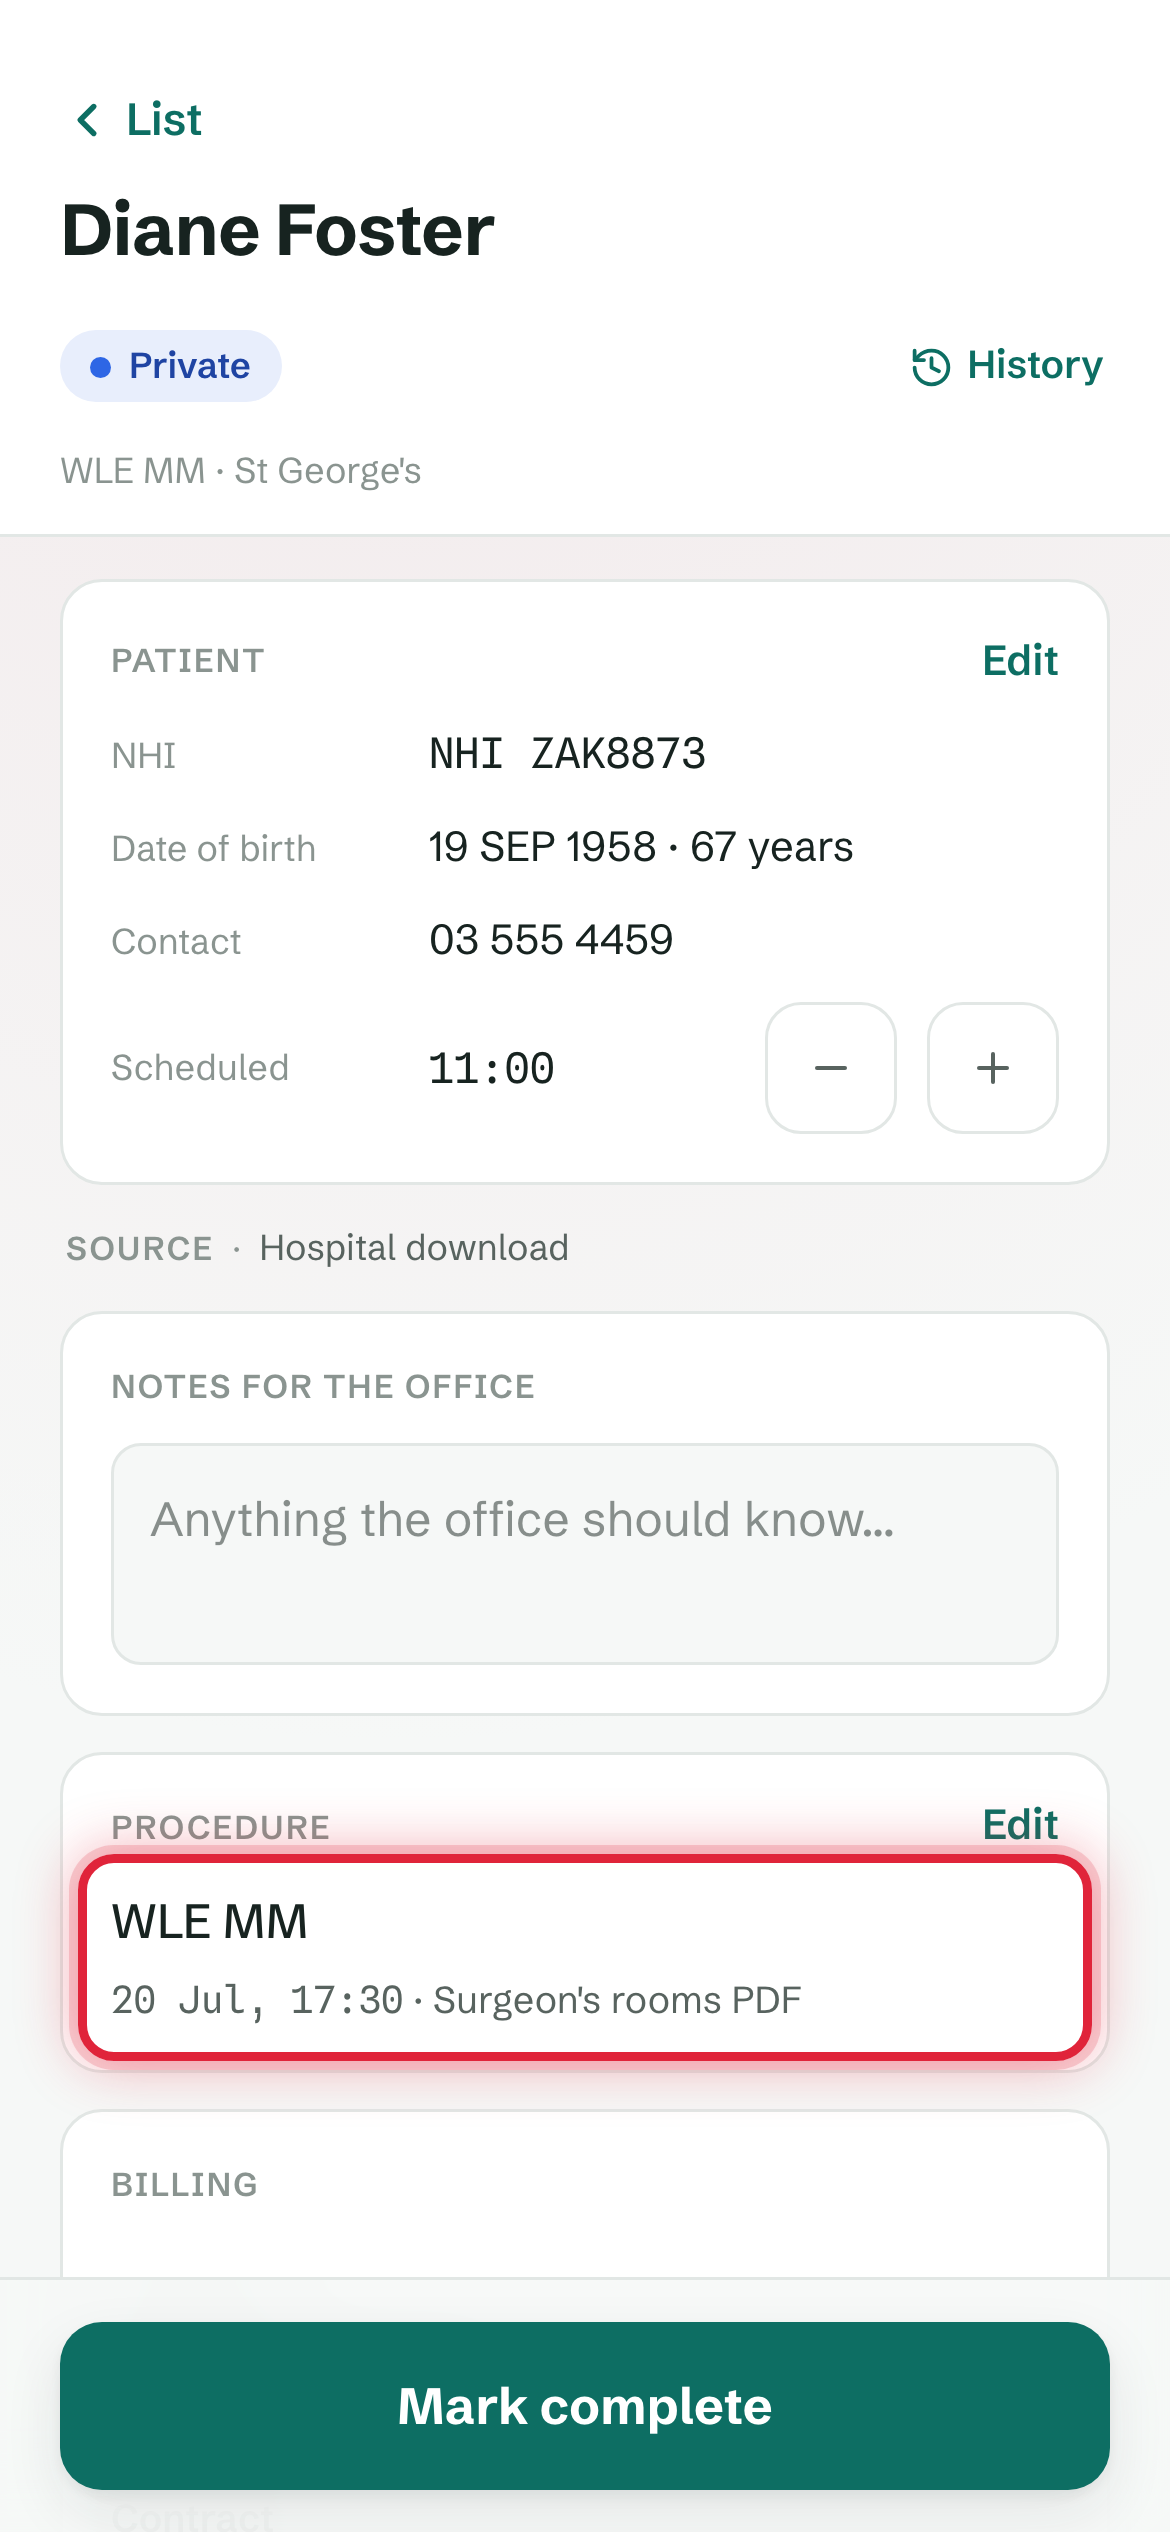 List
Diane Foster
Private
History
WLE MM · St George's
PATIENT
Edit
NHI
NHI ZAK8873
Date of birth
19 SEP 1958 · 67 years
Contact
03 555 4459
Scheduled
11:00
SOURCE · Hospital download
NOTES FOR THE OFFICE
Anything the office should know...
PROCEDURE
Edit
WLE MM
20 Jul, 17:30 · Surgeon's rooms PDF
BILLING
Mark complete
Contract